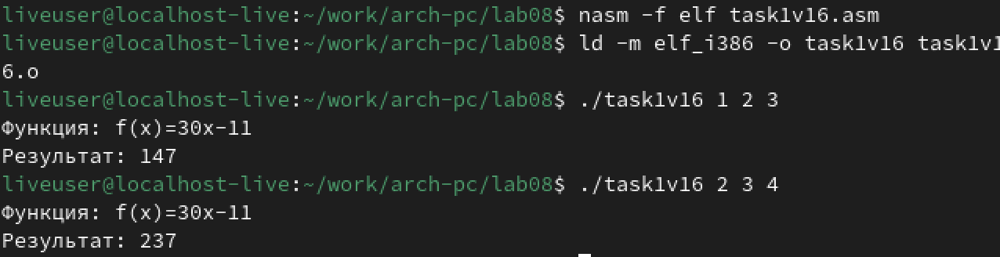 liveuser@localhost-live:~/work/arch-pc/lab08$ nasm -f elf task1v16.asm
liveuser@localhost-live:~/work/arch-pc/lab08$ ld -m elf_i386 -o task1v16 task1v1
6.o
liveuser@localhost-live:~/work/arch-pc/lab08$ ./task1v16 1 2 3
Функция: f(x)=30x-11
Результат: 147
liveuser@localhost-live:~/work/arch-pc/lab08$ ./task1v16 2 3 4
Функция: f(x)=30x-11
Результат: 237